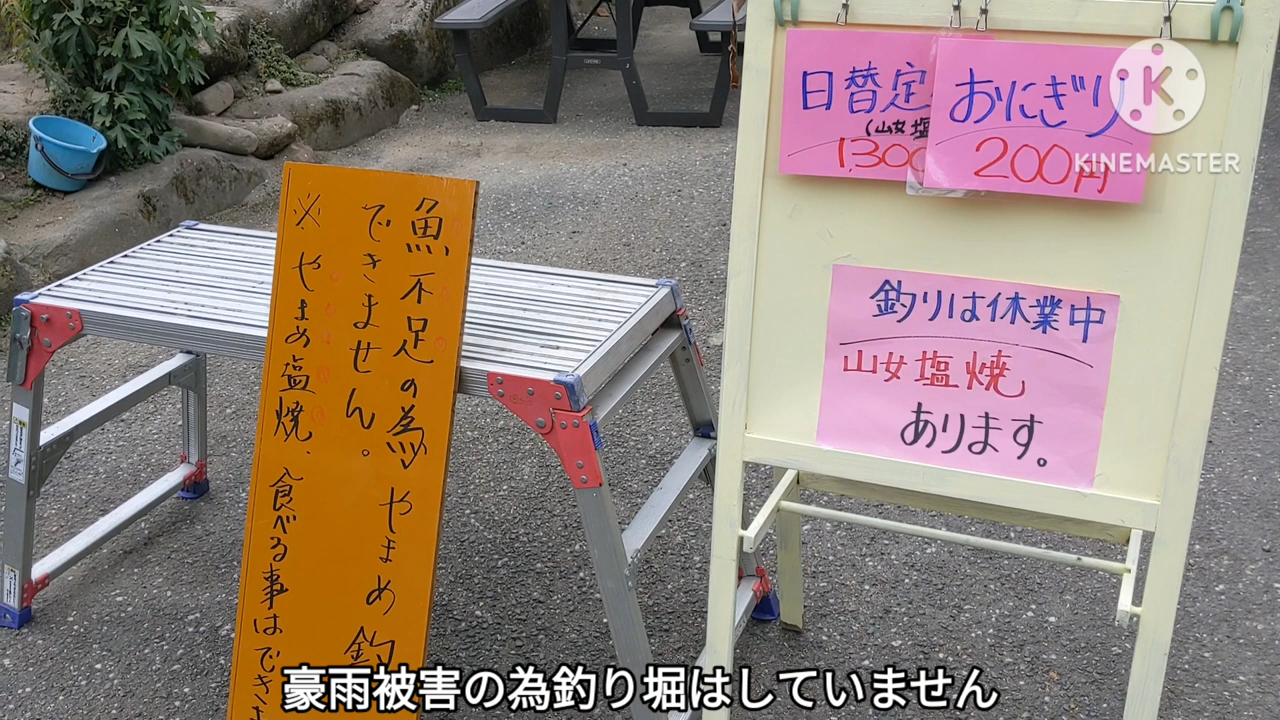 魚不足の為やまめ釣
できません。
※やまめ塩焼、食べる事はでき
日替定
(山女塩
1,300
おにぎり
200円
釣りは休業中
山女塩焼
あります。
K
KINEMASTER
豪雨被害の為釣り堀はしていません